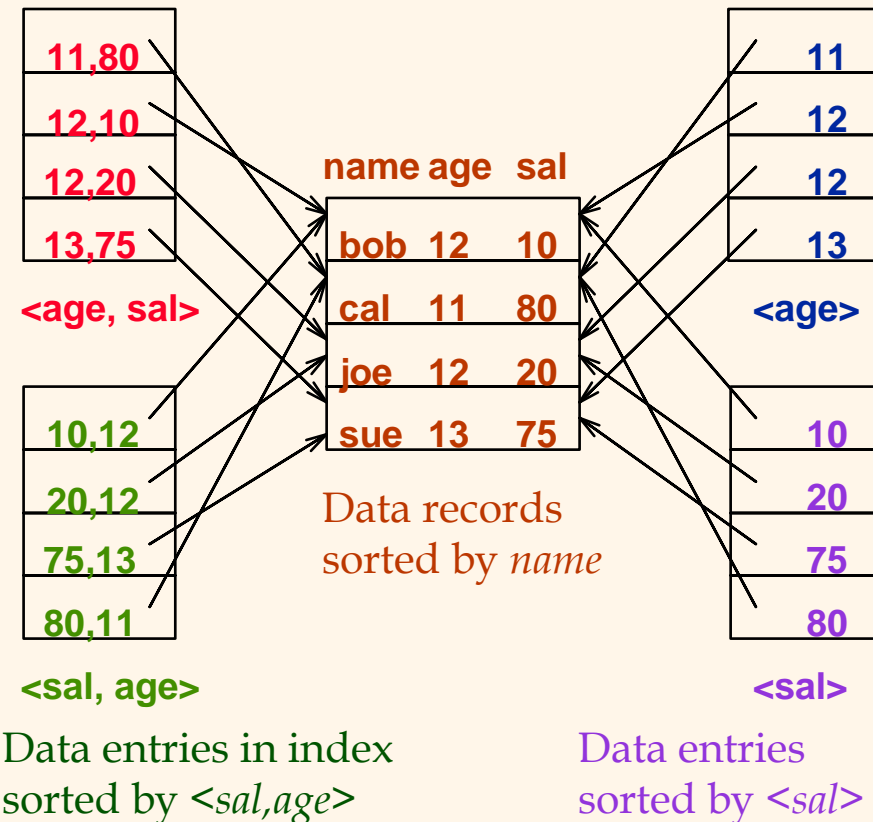 11,80
12,10
12,20
13,75
<age, sal>
10,12
20,12
75,13
80,11
<sal, age>
Data entries in index
sorted by <sal,age>
name age sal
bob 12 10
cal 11 80
joe 12 20
sue 13 75
Data records
sorted by name
11
12
12
13
<age>
10
20
75
80
<sal>
Data entries
sorted by <sal>